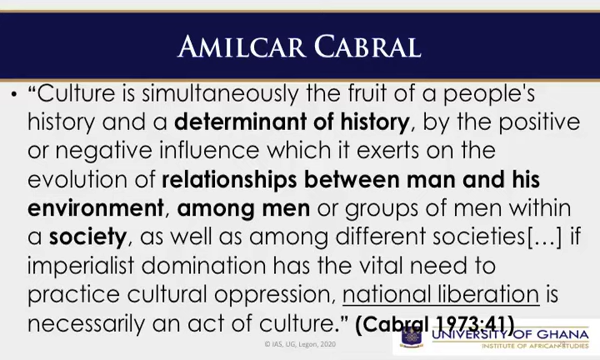 AMILCAR CABRAL
• “Culture is simultaneously the fruit of a people's
history and a determinant of history, by the positive
or negative influence which it exerts on the
evolution of relationships between man and his
environment, among men or groups of men within
a society, as well as among different societies[…] if
imperialist domination has the vital need to
practice cultural oppression, national liberation is
necessarily an act of culture.” (Cabral 1973:41)
UNIVERSITY OF GHANA
INSTITUTE OF AFRICAN STUDIES
© IAS, UG, Legon, 2020